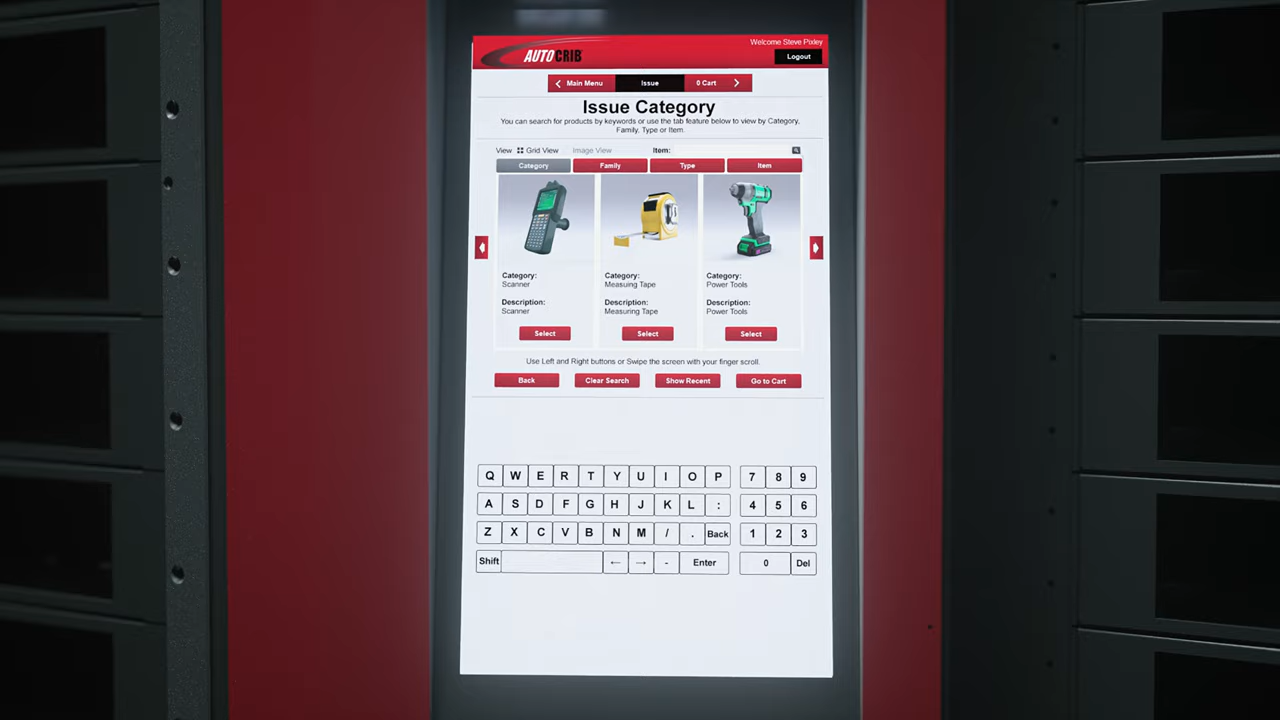 Welcome Steve Pixley
AUTOCRIB
Logout
Main Menu
Issue
0 Cart
Issue Category
You can search for products by keywords or use the tab feature below to view by Category,
Family, Type or Item.
View Grid View Image View Item:
Category Family Type Item
Category: Category: Category:
Scanner Measuing Tape Power Tools
Description: Description: Description:
Scanner Measuring Tape Power Tools
Select Select Select
Use Left and Right buttons or Swipe the screen with your finger scroll.
Back Clear Search Show Recent Go to Cart
Q W E R T Y U I O P 7 8 9
A S D F G H J K L : 4 5 6
Z X C V B N M / . Back 1 2 3
Shift ← → - Enter 0 Del